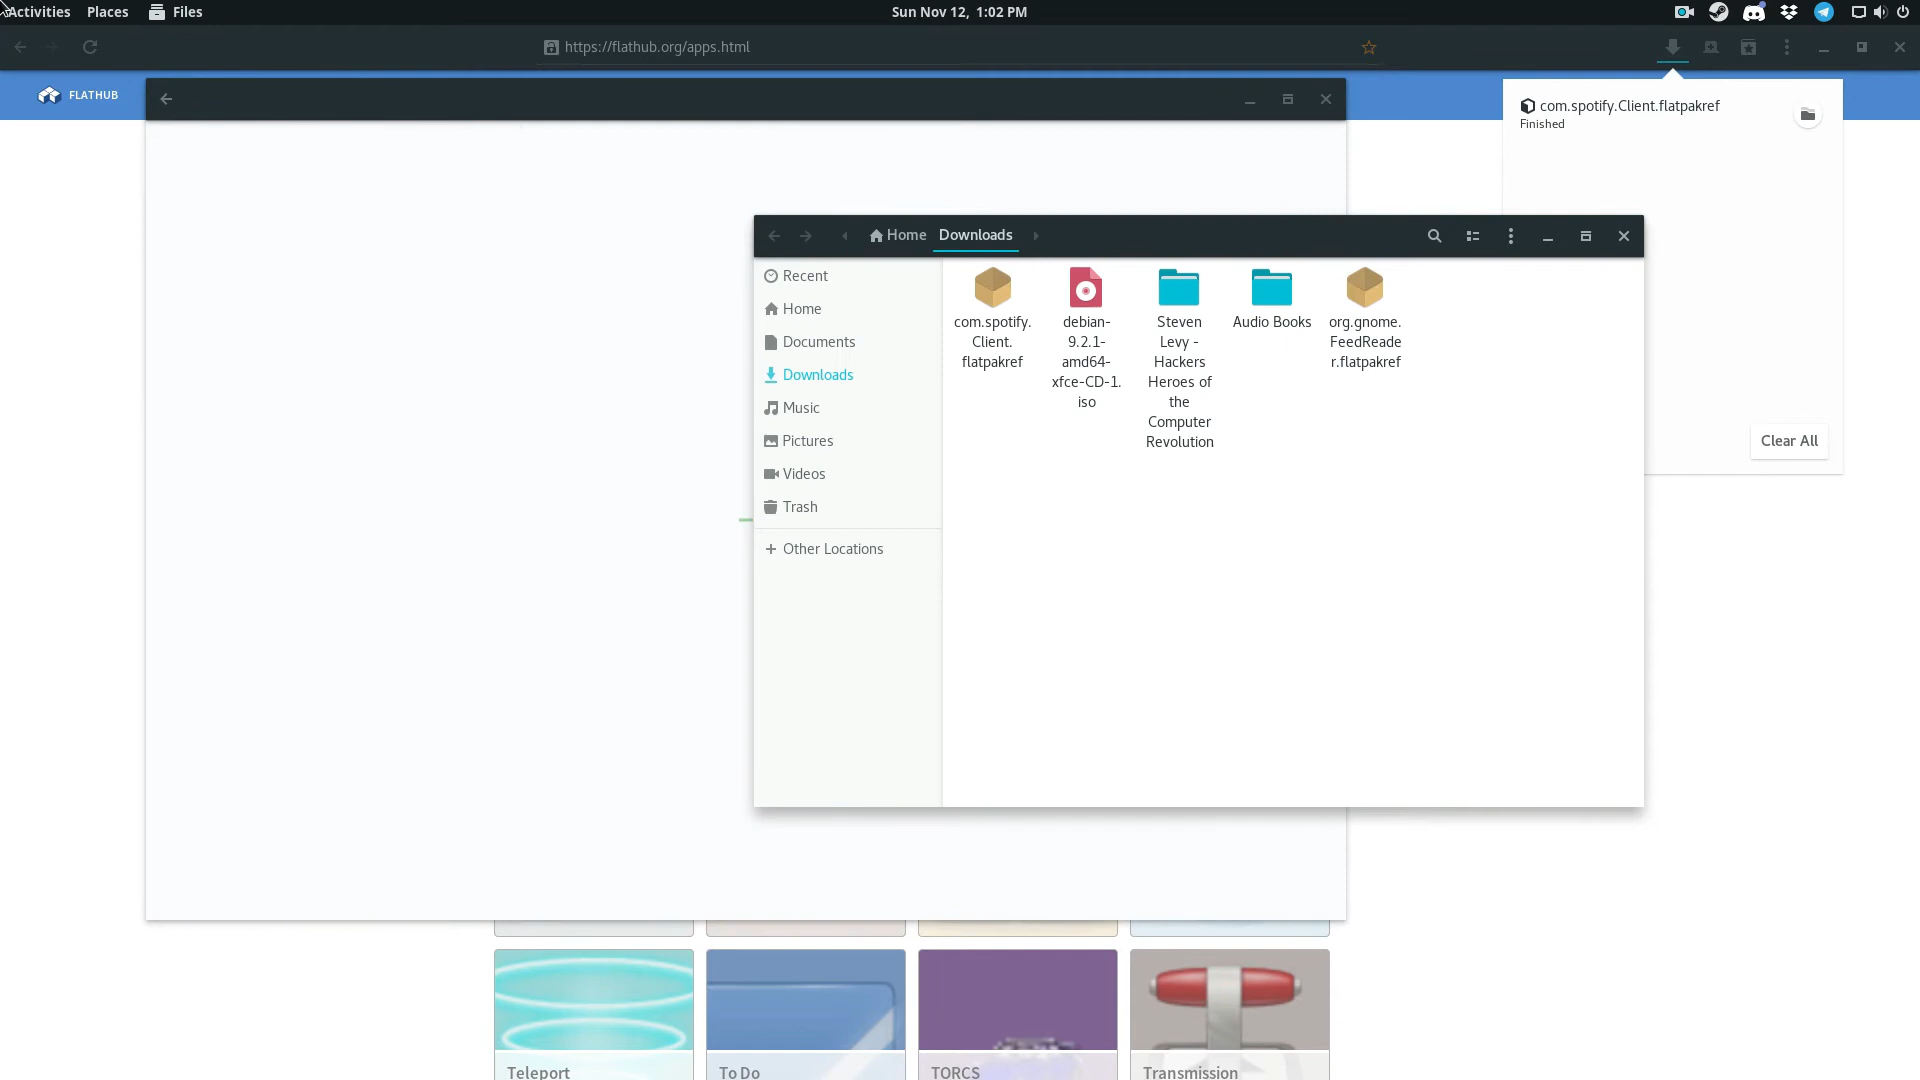 Activities Places Files Sun Nov 12, 1:02 PM
https://flathub.org/apps.html
FLATHUB
com.spotify.Client.flatpakref
Finished
Clear All
Home Downloads
Recent
Home
Documents
Downloads
Music
Pictures
Videos
Trash
Other Locations
com.spotify.
Client.
flatpakref
debian-
9.2.1-
amd64-
xfce-CD-1.
iso
Steven
Levy -
Hackers
Heroes of
the
Computer
Revolution
Audio Books
org.gnome.
FeedReade
r.flatpakref
Teleport
To Do
TORCS
Transmission